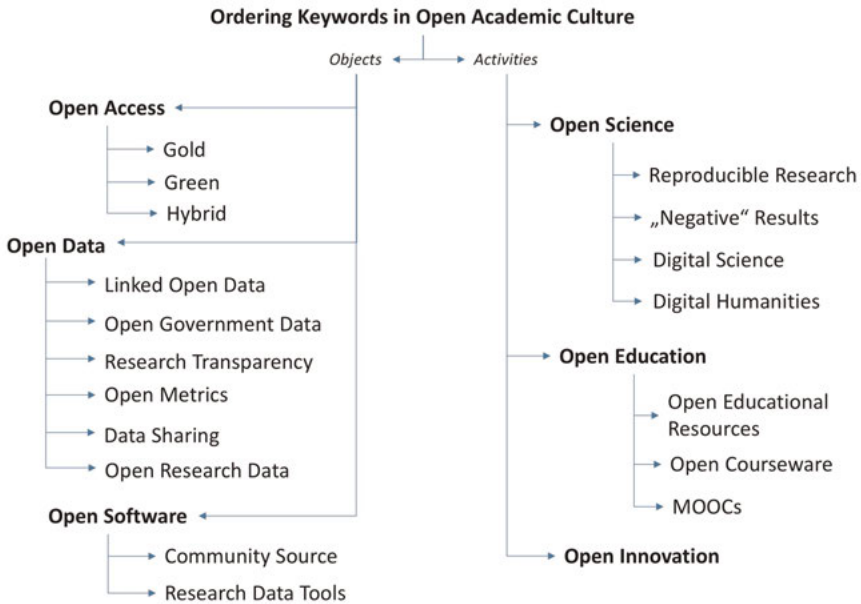 Ordering Keywords in Open Academic Culture
Objects
Activities
Open Access
Gold
Green
Hybrid
Open Data
Linked Open Data
Open Government Data
Research Transparency
Open Metrics
Data Sharing
Open Research Data
Open Software
Community Source
Research Data Tools
Open Science
Reproducible Research
„Negative“ Results
Digital Science
Digital Humanities
Open Education
Open Educational
Resources
Open Courseware
MOOCs
Open Innovation